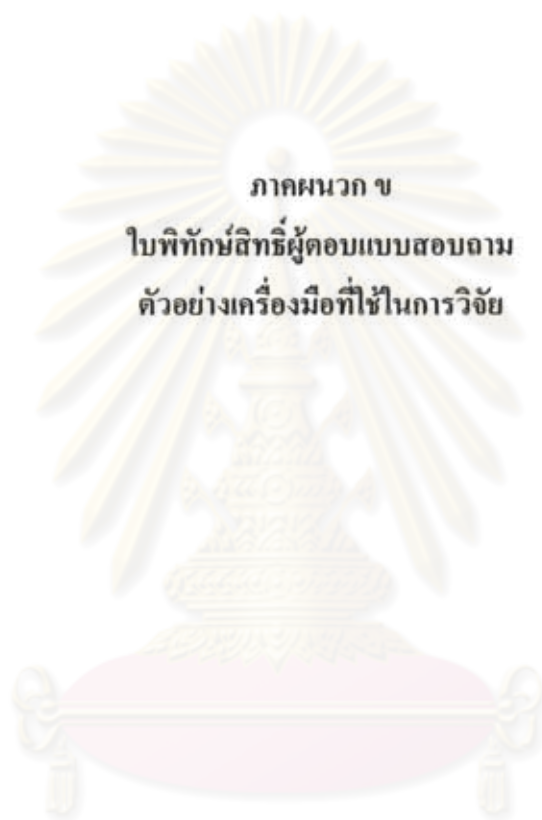 ภาคผนวก ข
ใบพิทักษ์สิทธิ์ผู้ตอบแบบสอบถาม
ตัวอย่างเครื่องมือที่ใช้ในการวิจัย